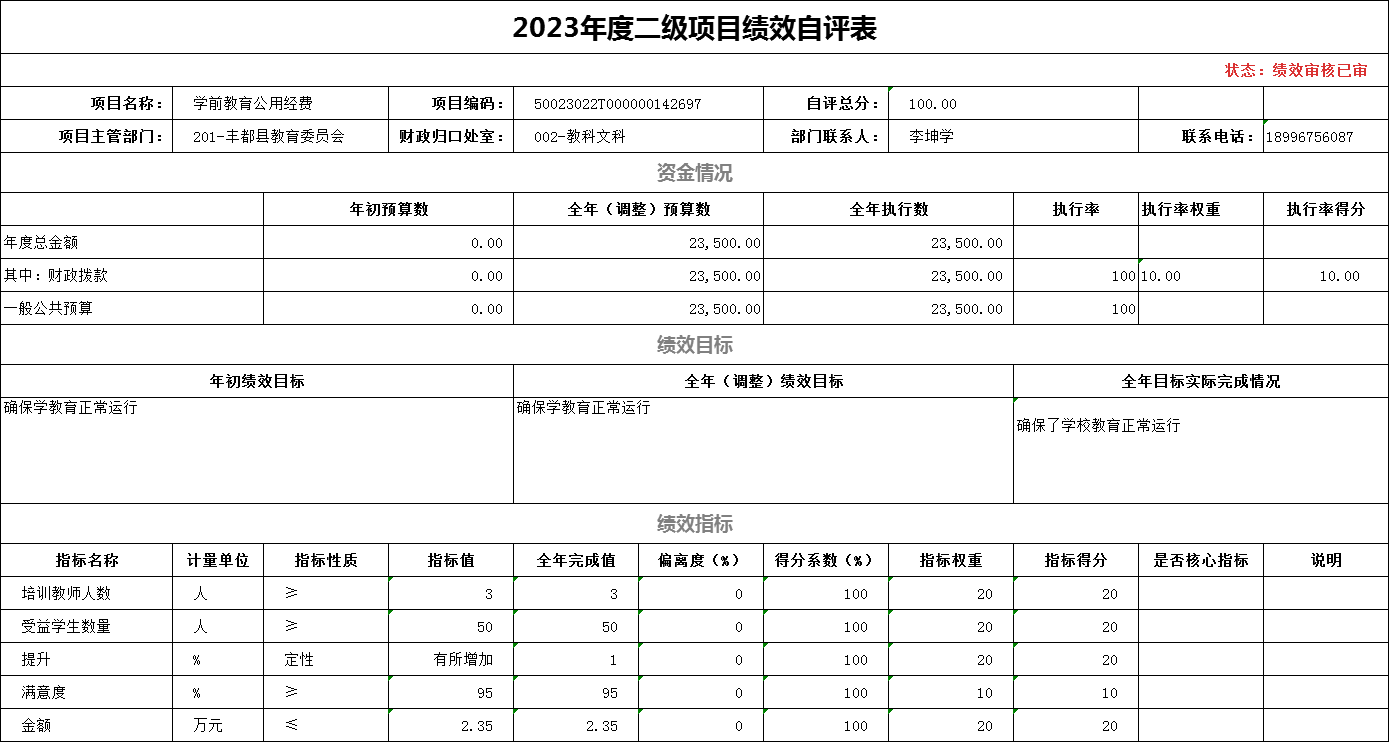 2023年度二级项目绩效自评表
状态：绩效审核已审
项目名称： 学前教育公用经费 项目编码： 50023022T000000142697 自评总分： 100.00
项目主管部门： 201-丰都县教育委员会 财政归口处室： 002-教科文科 部门联系人： 李坤学 联系电话： 18996756087
资金情况
年初预算数 全年（调整）预算数 全年执行数 执行率 执行率权重 执行率得分
年度总金额 0.00 23,500.00 23,500.00
其中：财政拨款 0.00 23,500.00 23,500.00 100 10.00 10.00
一般公共预算 0.00 23,500.00 23,500.00 100
绩效目标
年初绩效目标 全年（调整）绩效目标 全年目标实际完成情况
确保学教育正常运行 确保学教育正常运行 确保了学校教育正常运行
绩效指标
指标名称 计量单位 指标性质 指标值 全年完成值 偏离度（%） 得分系数（%） 指标权重 指标得分 是否核心指标 说明
培训教师人数 人 ≥ 3 3 0 100 20 20
受益学生数量 人 ≥ 50 50 0 100 20 20
提升 % 定性 有所增加 1 0 100 20 20
满意度 % ≥ 95 95 0 100 10 10
金额 万元 ≤ 2.35 2.35 0 100 20 20